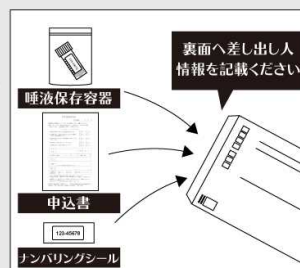 裏面へ差し出し人
情報を記載ください
唾液保存容器
申込書
123-45678
ナンバリングシール